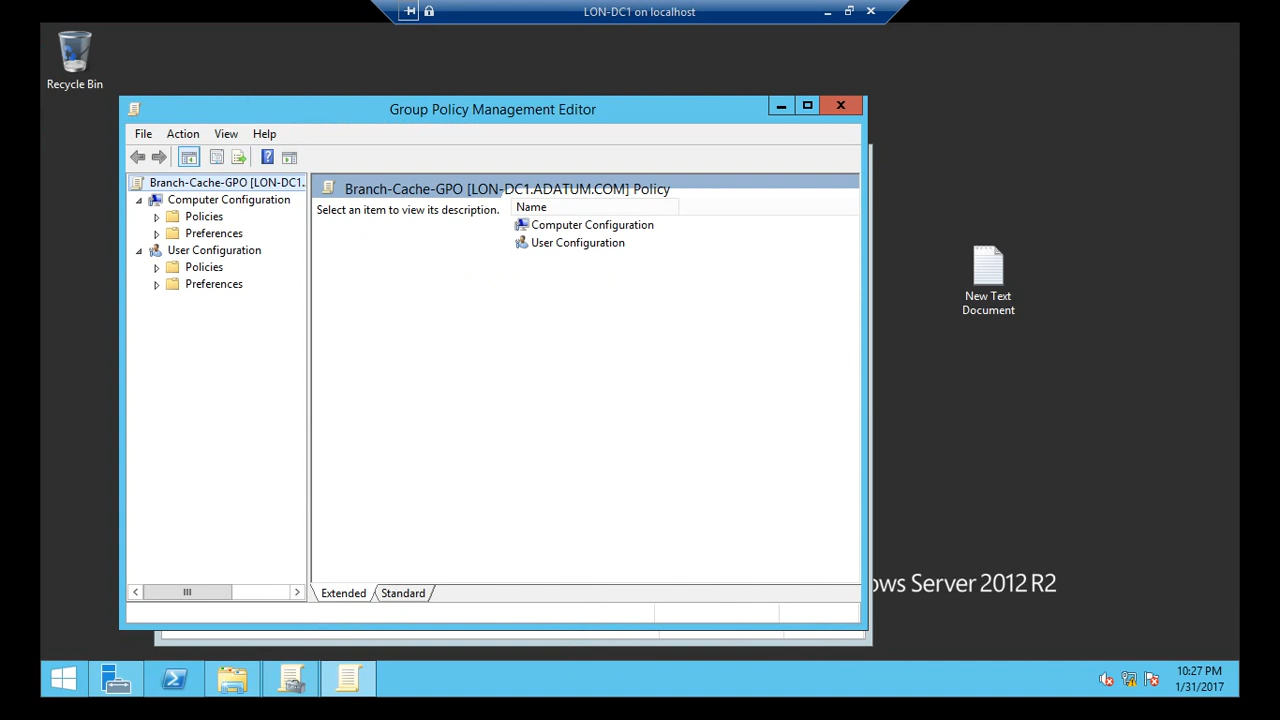 LON-DC1 on localhost
Recycle Bin
Group Policy Management Editor
File Action View Help
Branch-Cache-GPO [LON-DC1.
Computer Configuration
Policies
Preferences
User Configuration
Policies
Preferences
Branch-Cache-GPO [LON-DC1.ADATUM.COM] Policy
Select an item to view its description.
Name
Computer Configuration
User Configuration
New Text
Document
Extended Standard
ows Server 2012 R2
10:27 PM
1/31/2017